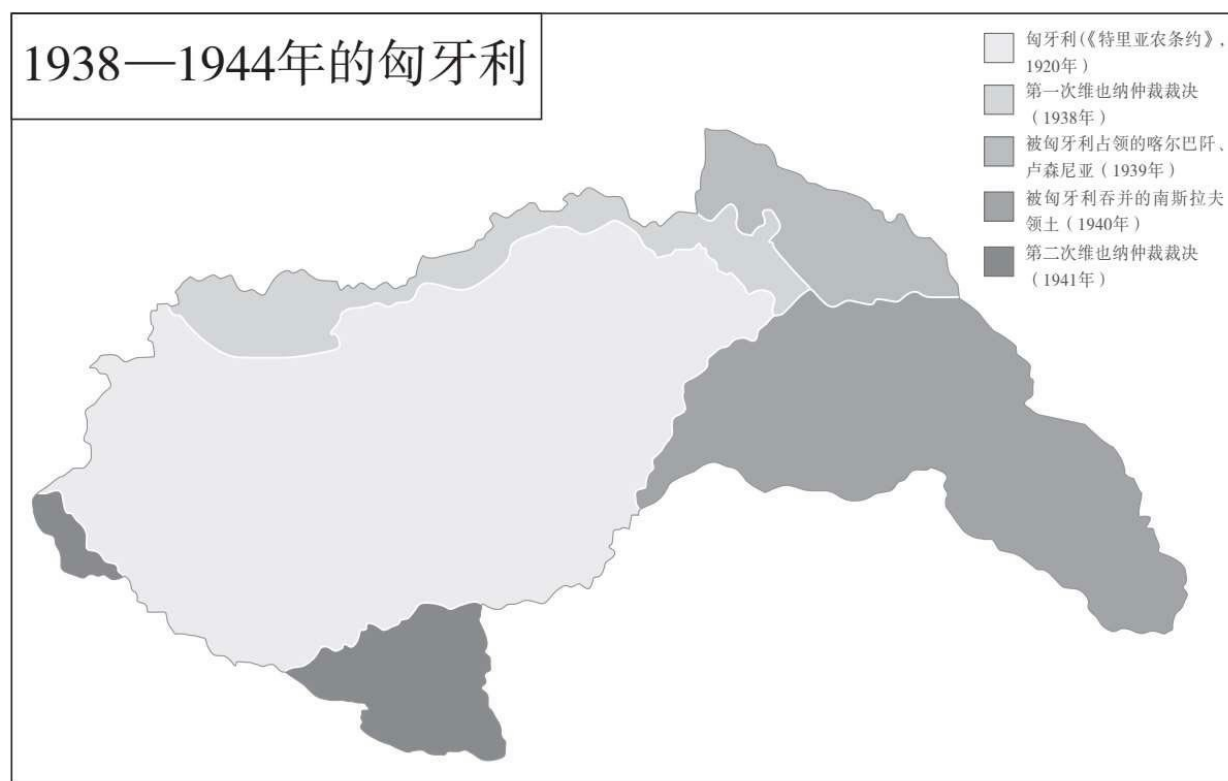 1938—1944年的匈牙利
匈牙利(《特里亚农条约》,
1920年)
第一次维也纳仲裁裁决
(1938年)
被匈牙利占领的喀尔巴阡、
卢森尼亚(1939年)
被匈牙利吞并的南斯拉夫
领土(1940年)
第二次维也纳仲裁裁决
(1941年)